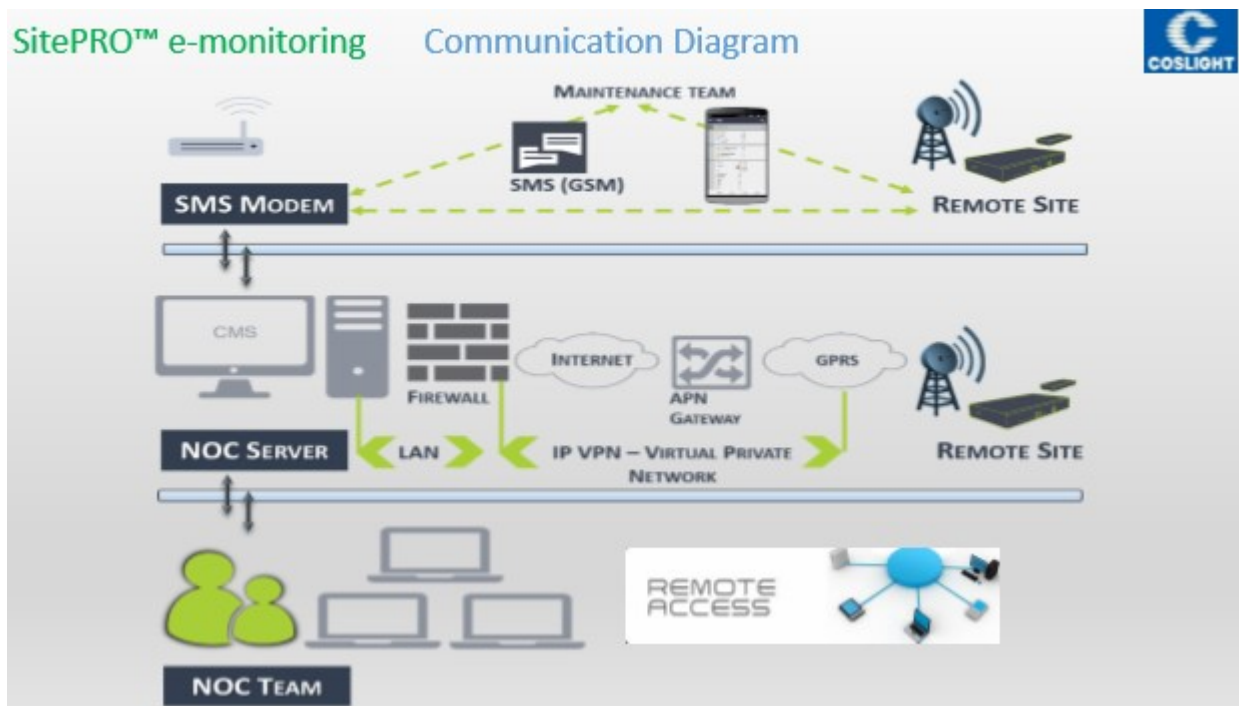 SitePRO™ e-monitoring Communication Diagram
COSLIGHT
MAINTENANCE TEAM
SMS (GSM)
SMS MODEM
REMOTE SITE
CMS
INTERNET
GPRS
FIREWALL
APN
GATEWAY
NOC SERVER
LAN
IP VPN – VIRTUAL PRIVATE
NETWORK
REMOTE SITE
REMOTE
ACCESS
NOC TEAM